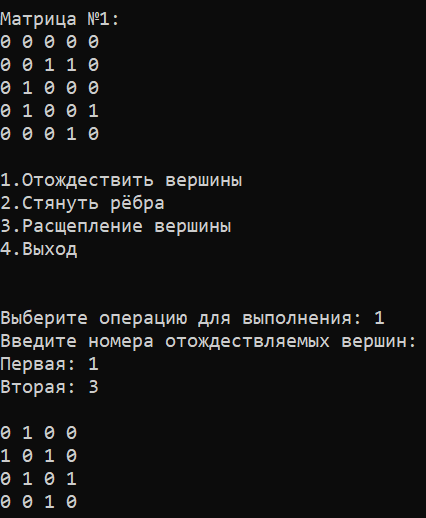 Матрица №1:
0 0 0 0 0
0 0 1 1 0
0 1 0 0 0
0 1 0 0 1
0 0 0 1 0
1.Отождествить вершины
2.Стянуть рёбра
3.Расщепление вершины
4.Выход
Выберите операцию для выполнения: 1
Введите номера отождествляемых вершин:
Первая: 1
Вторая: 3
0 1 0 0
1 0 1 0
0 1 0 1
0 0 1 0